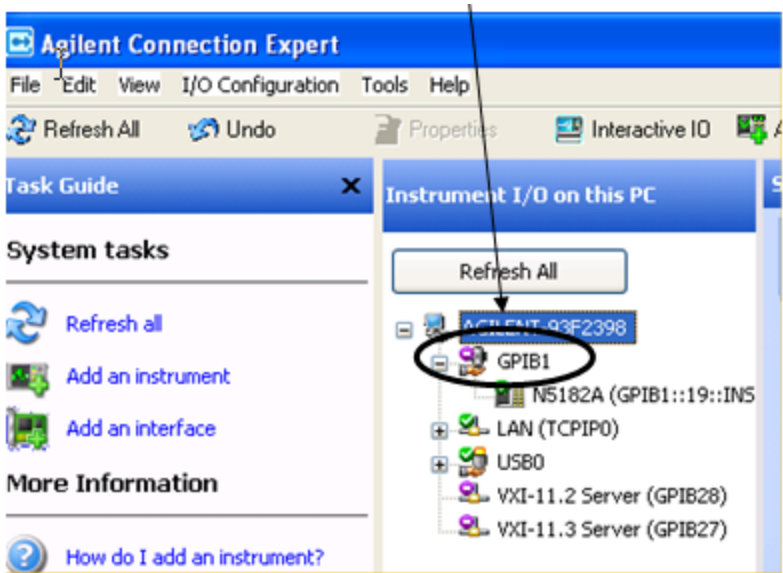 Agilent Connection Expert
File Edit View I/O Configuration Tools Help
Refresh All Undo Properties Interactive IO
Task Guide
Instrument I/O on this PC
System tasks
Refresh All
Refresh all
AGILENT-93F2398
GPIB1
Add an instrument
N5182A (GPIB1::19::INS
Add an interface
LAN (TCPIP0)
USB0
More Information
VXI-11.2 Server (GPIB28)
VXI-11.3 Server (GPIB27)
How do I add an instrument?